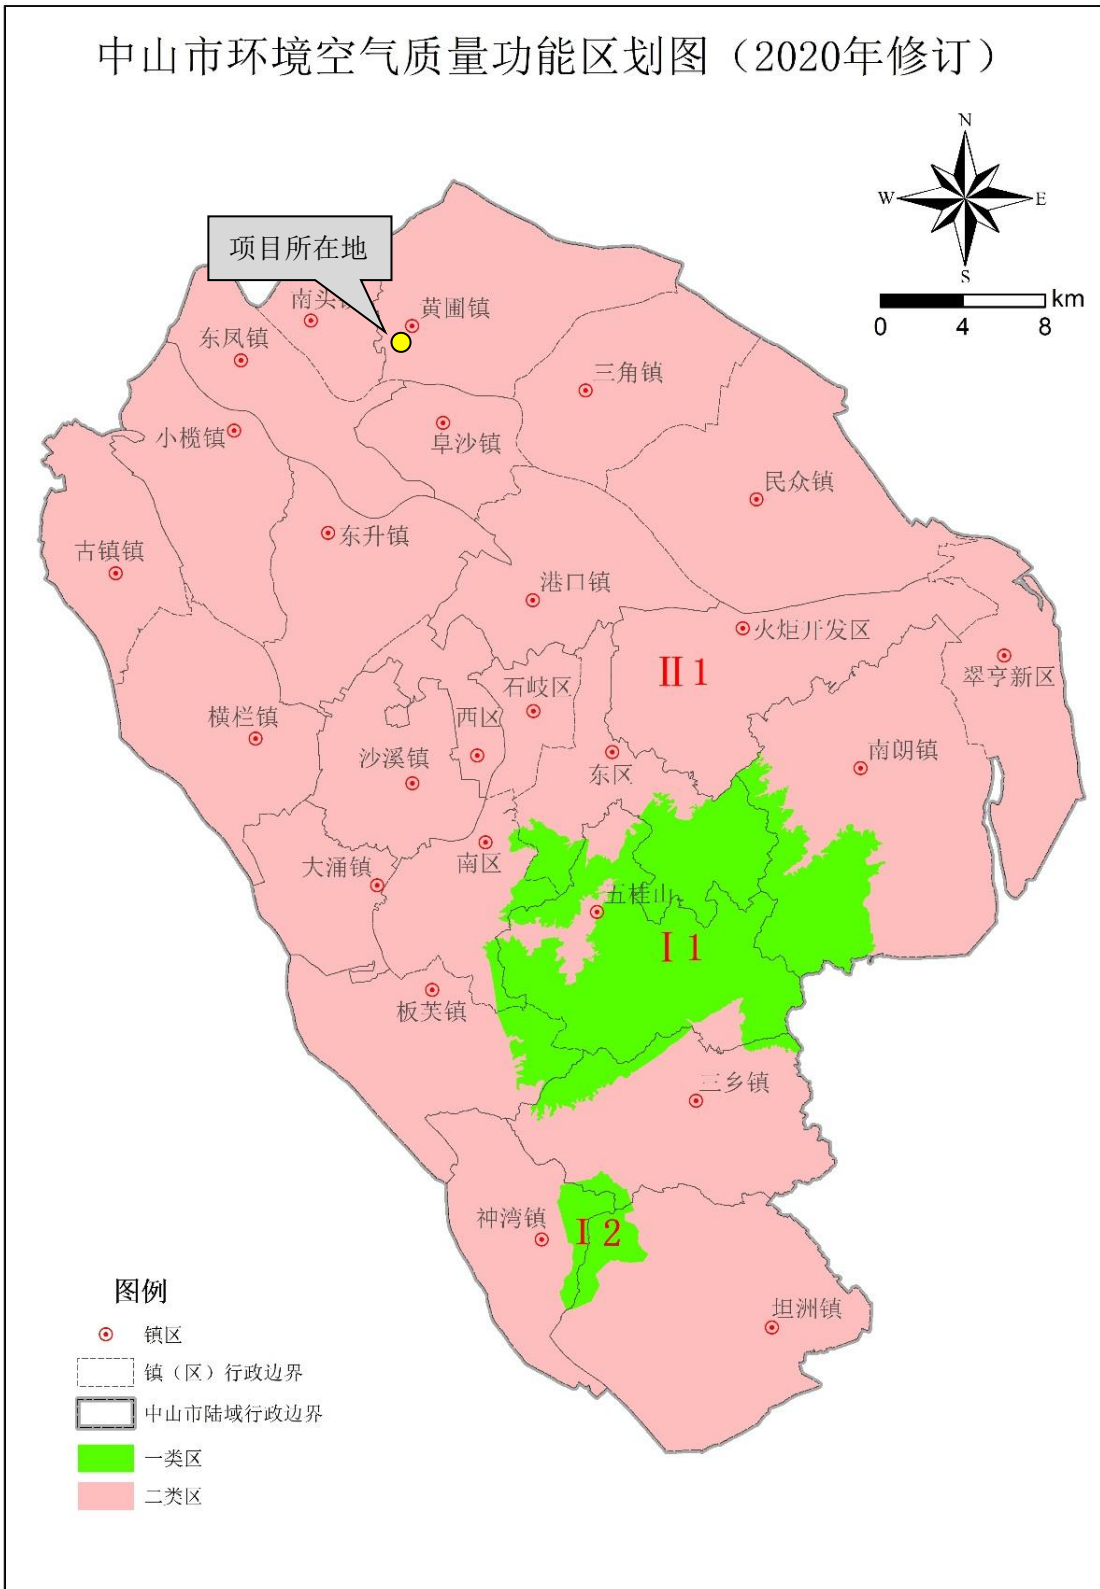 中山市环境空气质量功能区划图（2020年修订）
N
W
E
S
km
0 4 8
项目所在地
南头
黄圃镇
东凤镇
三角镇
小榄镇
阜沙镇
民众镇
东升镇
古镇镇
港口镇
火炬开发区
翠亨新区
Ⅱ1
石岐区
西区
横栏镇
沙溪镇
东区
南朗镇
南区
大涌镇
五桂山
Ⅰ1
板芙镇
三乡镇
神湾镇
Ⅰ2
坦洲镇
图例
镇区
镇（区）行政边界
中山市陆域行政边界
一类区
二类区